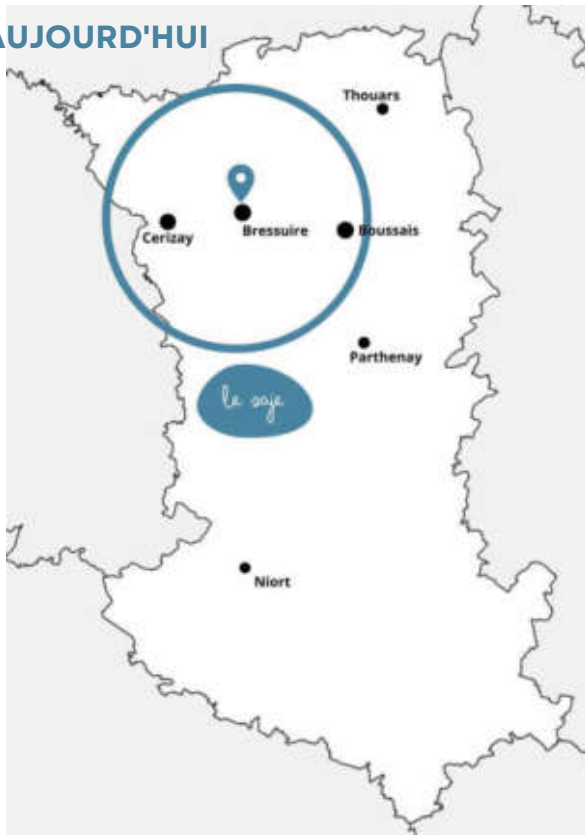 AUJOURD'HUI
Thouars
Cerizay
Bressuire
Boussais
Parthenay
le saje
Niort